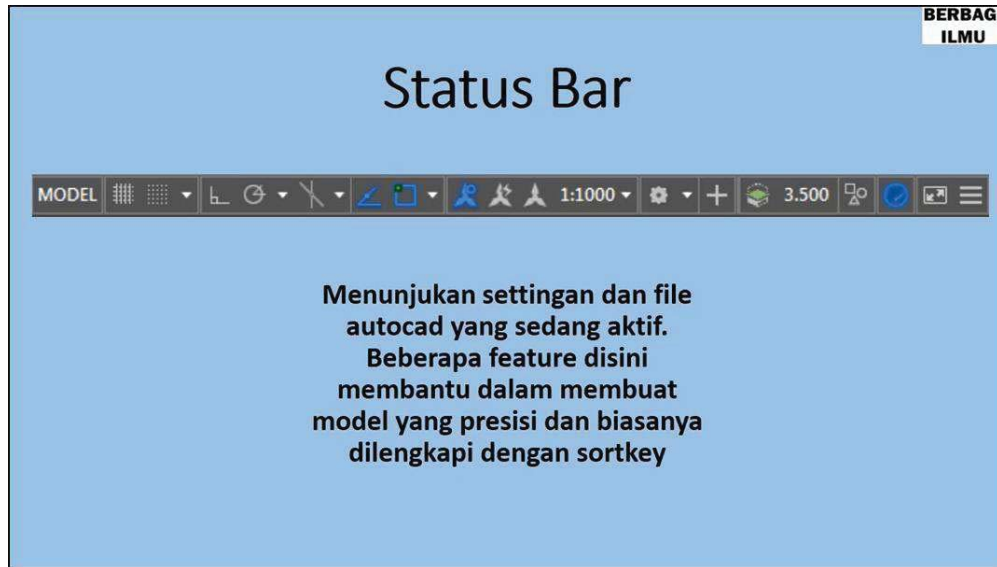 BERBAG
ILMU
Status Bar
MODEL 1:1000 3.500
Menunjukan settingan dan file
autocad yang sedang aktif.
Beberapa feature disini
membantu dalam membuat
model yang presisi dan biasanya
dilengkapi dengan sortkey